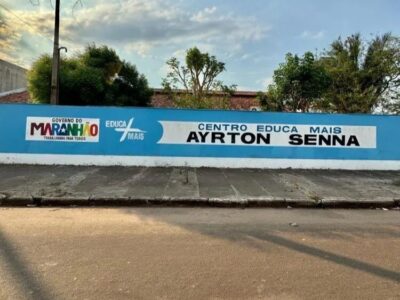 GOVERNO DO
MARANHÃO
TRABALHANDO PARA TODOS
EDUCA
MAIS
CENTRO EDUCA MAIS
AYRTON SENNA